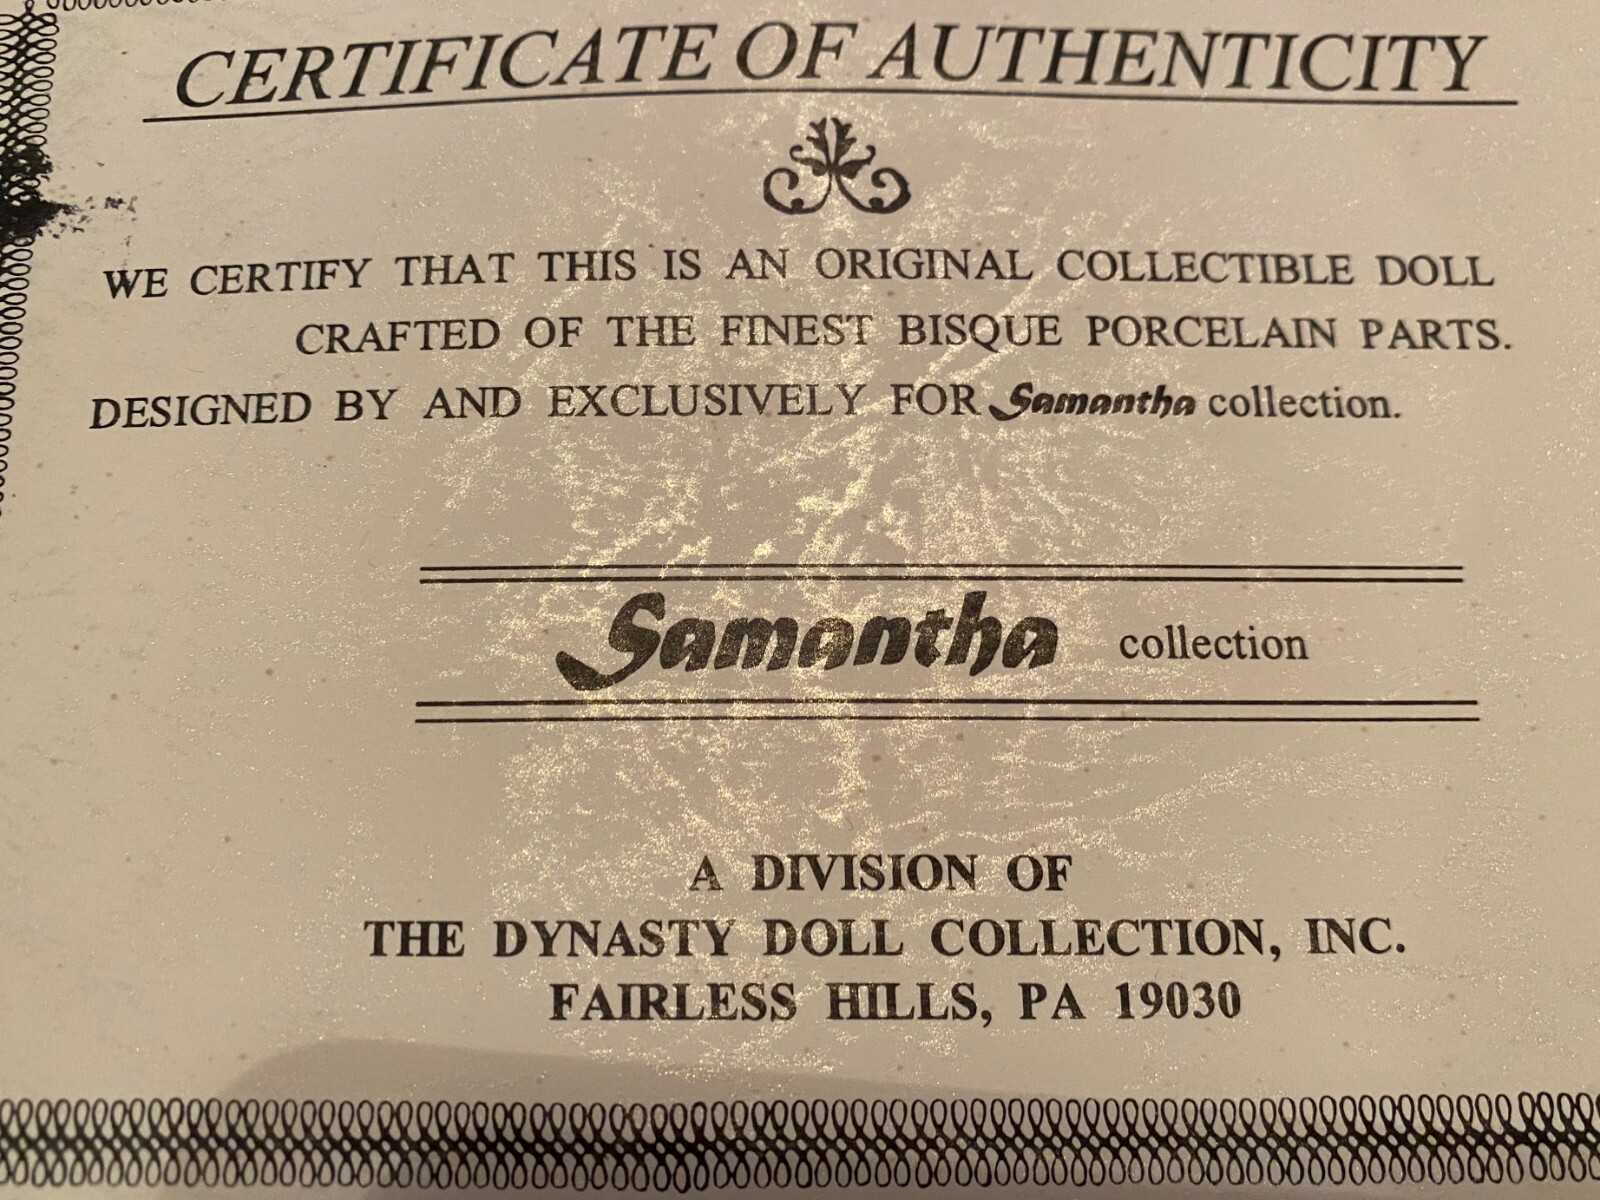 CERTIFICATE OF AUTHENTICITY
WE CERTIFY THAT THIS IS AN ORIGINAL COLLECTIBLE DOLL
CRAFTED OF THE FINEST BISQUE PORCELAIN PARTS.
DESIGNED BY AND EXCLUSIVELY FOR Samantha collection.
Samantha collection
A DIVISION OF
THE DYNASTY DOLL COLLECTION, INC.
FAIRLESS HILLS, PA 19030